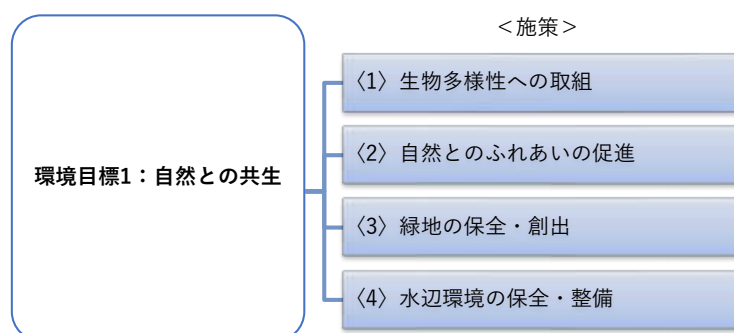 ＜施策＞
環境目標1：自然との共生
〈1〉生物多様性への取組
〈2〉自然とのふれあいの促進
〈3〉緑地の保全・創出
〈4〉水辺環境の保全・整備